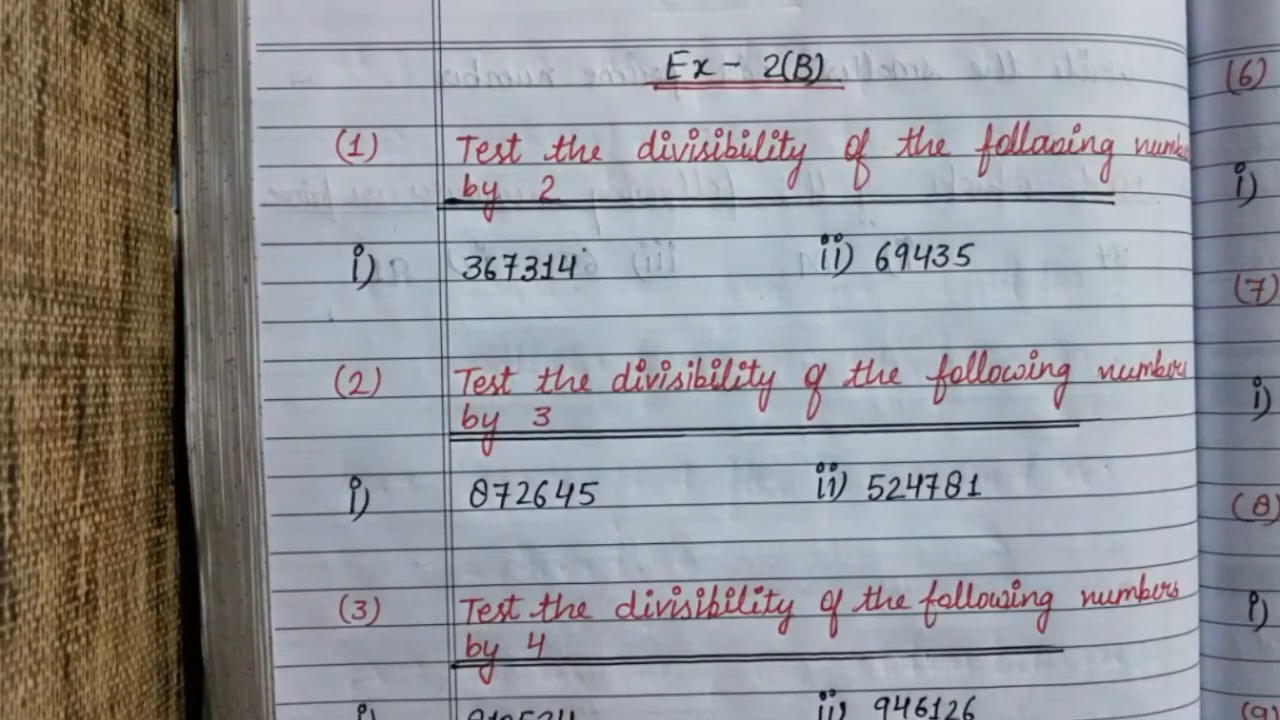 Ex - 2(B)
(1) Test the divisibility of the following
by 2
i) 367314 ii) 69435
(2) Test the divisibility of the following numbers
by 3
i) 872645 ii) 524781
(3) Test the divisibility of the following numbers
by 4
i) ii) 946126
(6)
i)
(7)
i)
(8)
i)
(9)